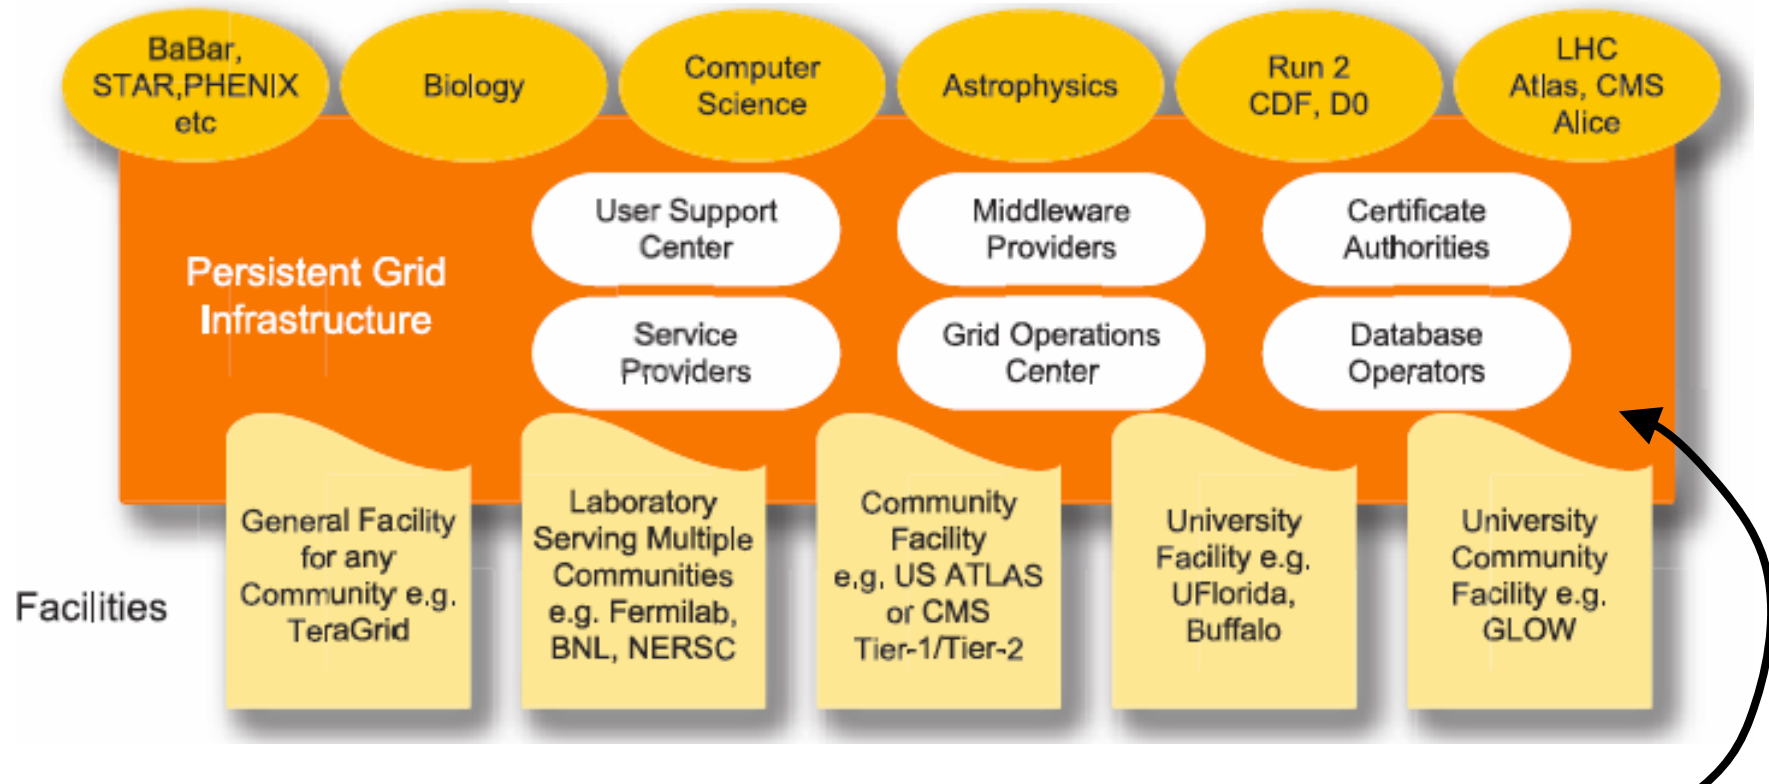 BaBar,
STAR,PHENIX
etc
Biology
Computer
Science
Astrophysics
Run 2
CDF, D0
LHC
Atlas, CMS
Alice
Persistent Grid
Infrastructure
User Support
Center
Middleware
Providers
Certificate
Authorities
Service
Providers
Grid Operations
Center
Database
Operators
Facilities
General Facility
for any
Community e.g.
TeraGrid
Laboratory
Serving Multiple
Communities
e.g. Fermilab,
BNL, NERSC
Community
Facility
e.g. US ATLAS
or CMS
Tier-1/Tier-2
University
Facility e.g.
UFlorida,
Buffalo
University
Community
Facility e.g.
GLOW